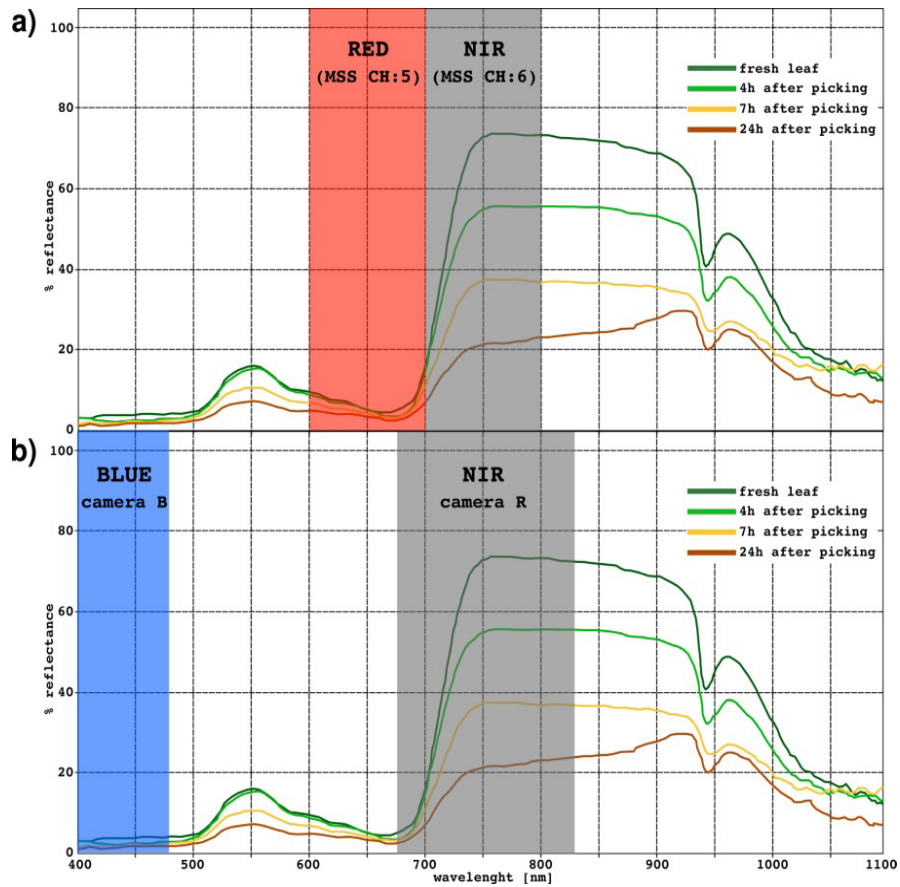 a)
100
80
60
40
20
0
% reflectance
RED
(MSS CH:5)
NIR
(MSS CH:6)
fresh leaf
4h after picking
7h after picking
24h after picking
b)
100
80
60
40
20
0
% reflectance
BLUE
camera B
NIR
camera R
fresh leaf
4h after picking
7h after picking
24h after picking
400 500 600 700 800 900 1000 1100
wavelenght [nm]